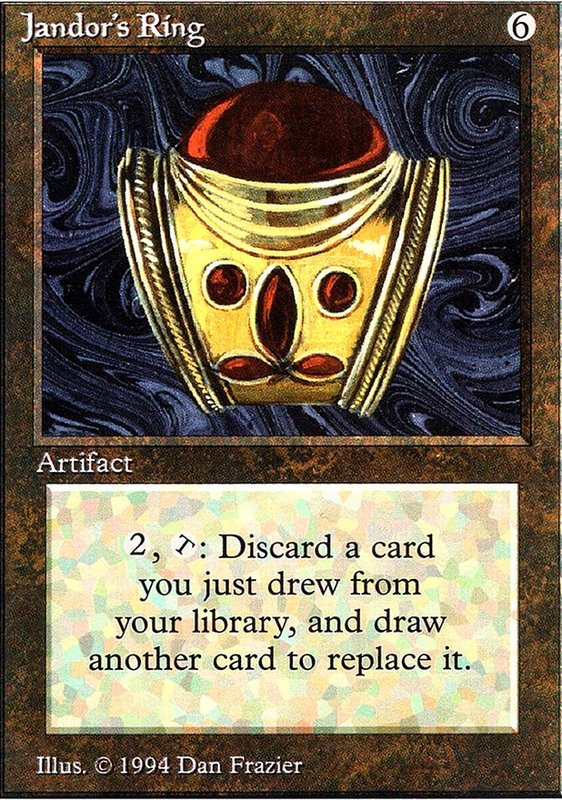 Jandor's Ring 6
Artifact
2, T: Discard a card
you just drew from
your library, and draw
another card to replace it.
Illus. © 1994 Dan Frazier